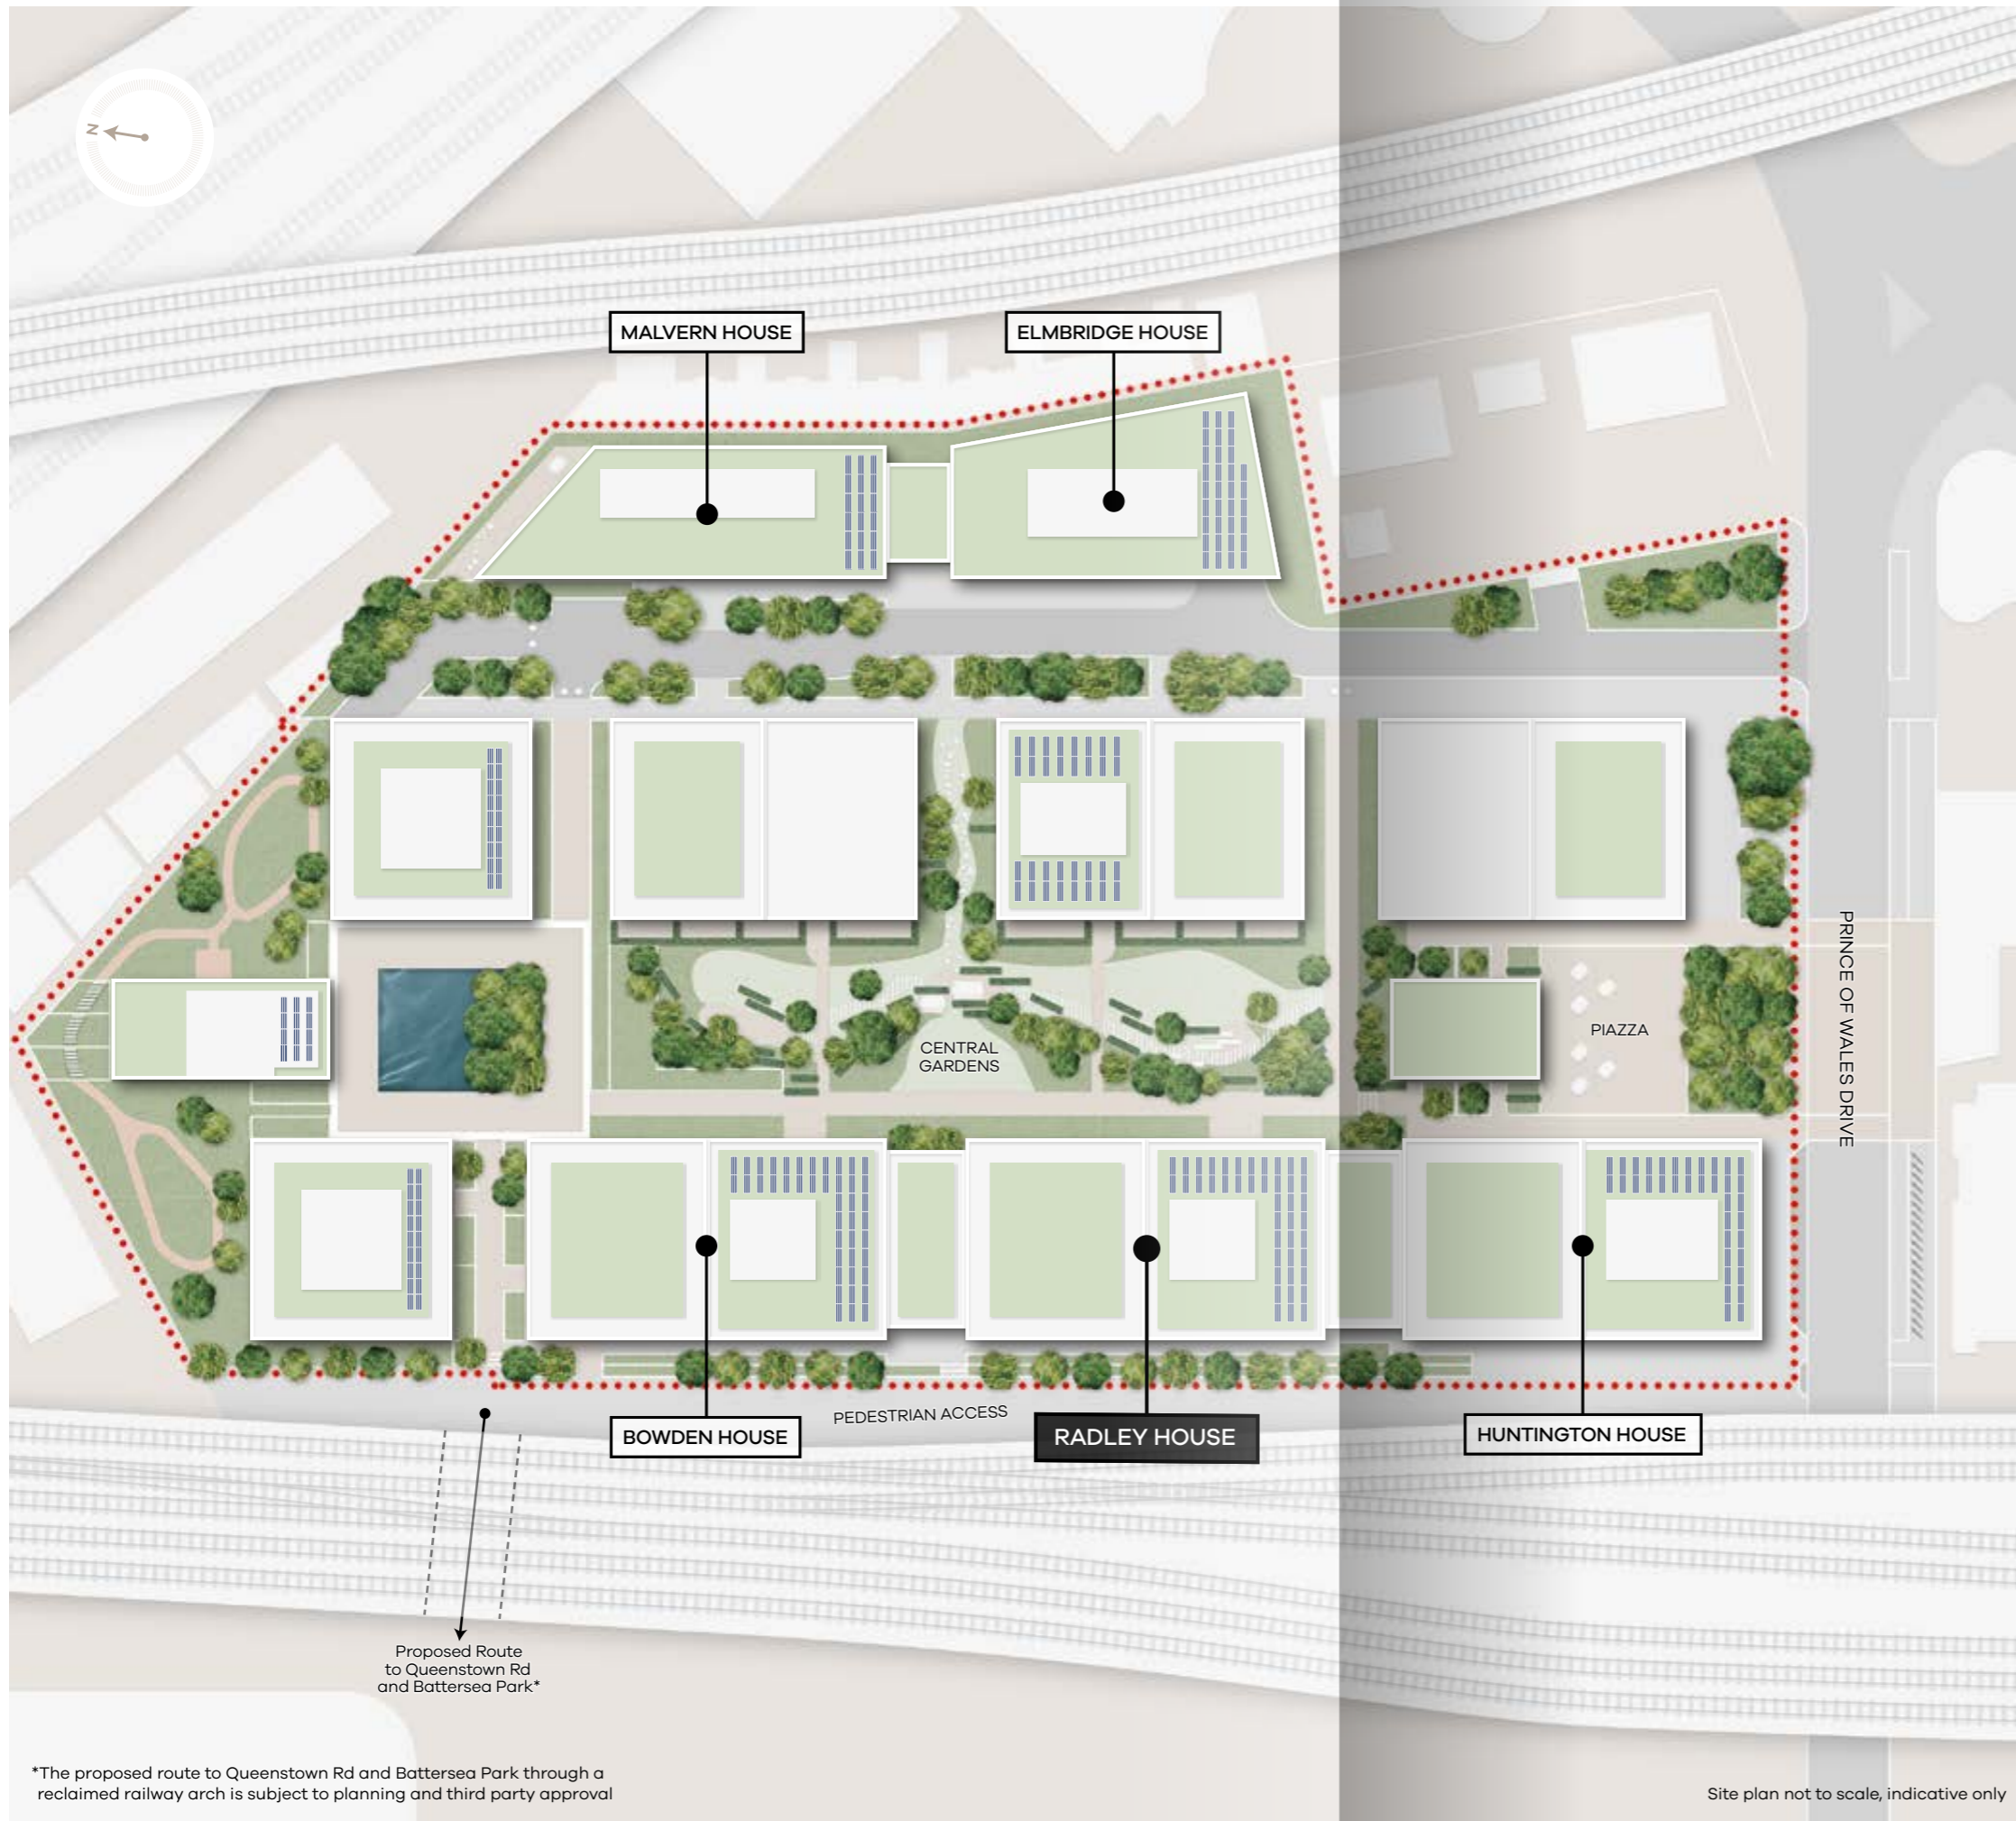 N
MALVERN HOUSE
ELMBRIDGE HOUSE
PRINCE OF WALES DRIVE
PIAZZA
CENTRAL
GARDENS
PEDESTRIAN ACCESS
BOWDEN HOUSE
RADLEY HOUSE
HUNTINGTON HOUSE
Proposed Route
to Queenstown Rd
and Battersea Park*
*The proposed route to Queenstown Rd and Battersea Park through a
reclaimed railway arch is subject to planning and third party approval
Site plan not to scale, indicative only